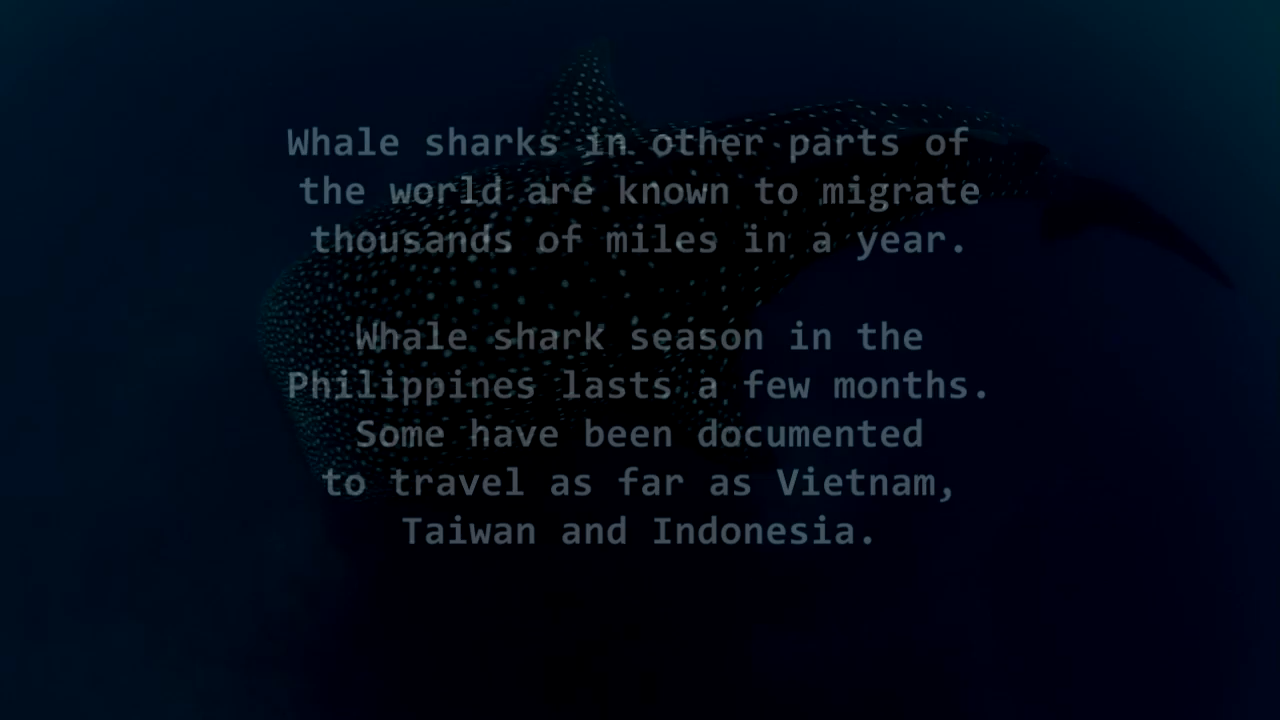 Whale sharks in other parts of
the world are known to migrate
thousands of miles in a year.
Whale shark season in the
Philippines lasts a few months.
Some have been documented
to travel as far as Vietnam,
Taiwan and Indonesia.